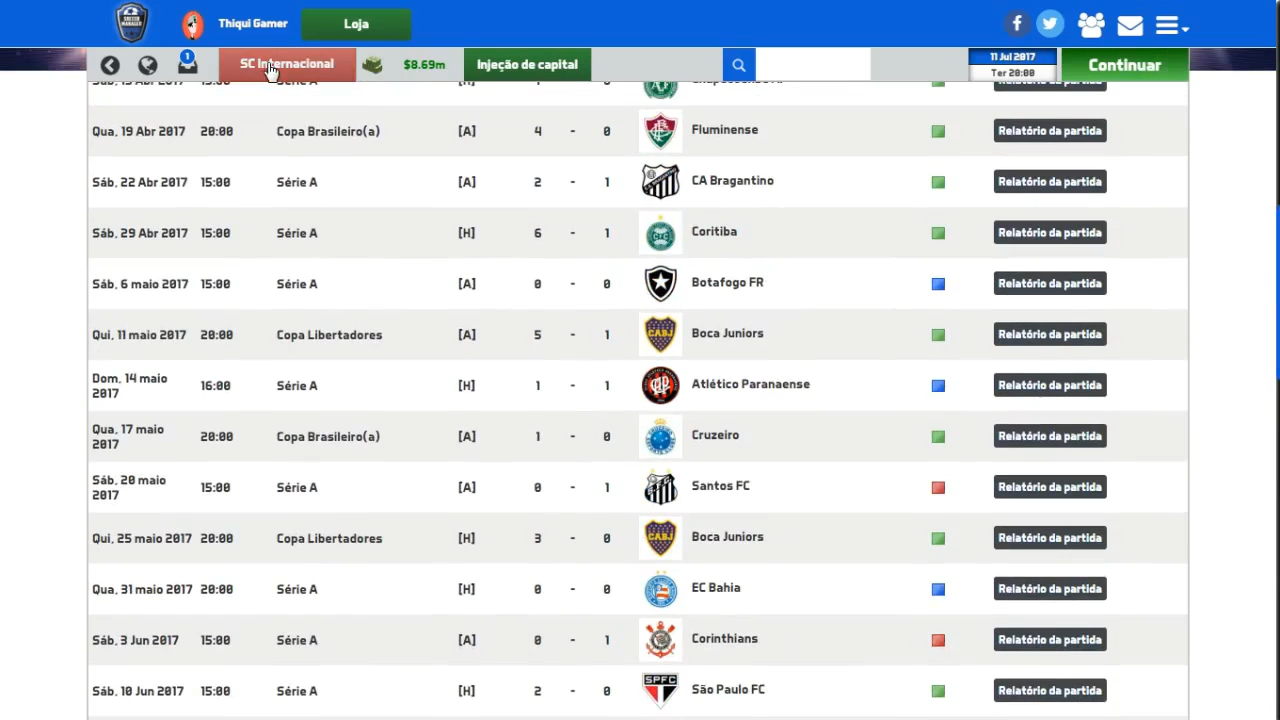 Thiqui Gamer Loja
1 SC Internacional $8.69m Injeção de capital 11 Jul 2017 Ter 20:00 Continuar
Qua, 19 Abr 2017 20:00 Copa Brasileiro(a) [A] 4 - 0 Fluminense Relatório da partida
Sáb, 22 Abr 2017 15:00 Série A [A] 2 - 1 CA Bragantino Relatório da partida
Sáb, 29 Abr 2017 15:00 Série A [H] 6 - 1 Coritiba Relatório da partida
Sáb, 6 maio 2017 15:00 Série A [A] 0 - 0 Botafogo FR Relatório da partida
Qui, 11 maio 2017 20:00 Copa Libertadores [A] 5 - 1 Boca Juniors Relatório da partida
Dom, 14 maio 2017 16:00 Série A [H] 1 - 1 Atlético Paranaense Relatório da partida
Qua, 17 maio 2017 20:00 Copa Brasileiro(a) [A] 1 - 0 Cruzeiro Relatório da partida
Sáb, 20 maio 2017 15:00 Série A [A] 0 - 1 Santos FC Relatório da partida
Qui, 25 maio 2017 20:00 Copa Libertadores [H] 3 - 0 Boca Juniors Relatório da partida
Qua, 31 maio 2017 20:00 Série A [H] 0 - 0 EC Bahia Relatório da partida
Sáb, 3 Jun 2017 15:00 Série A [A] 0 - 1 Corinthians Relatório da partida
Sáb, 10 Jun 2017 15:00 Série A [H] 2 - 0 São Paulo FC Relatório da partida